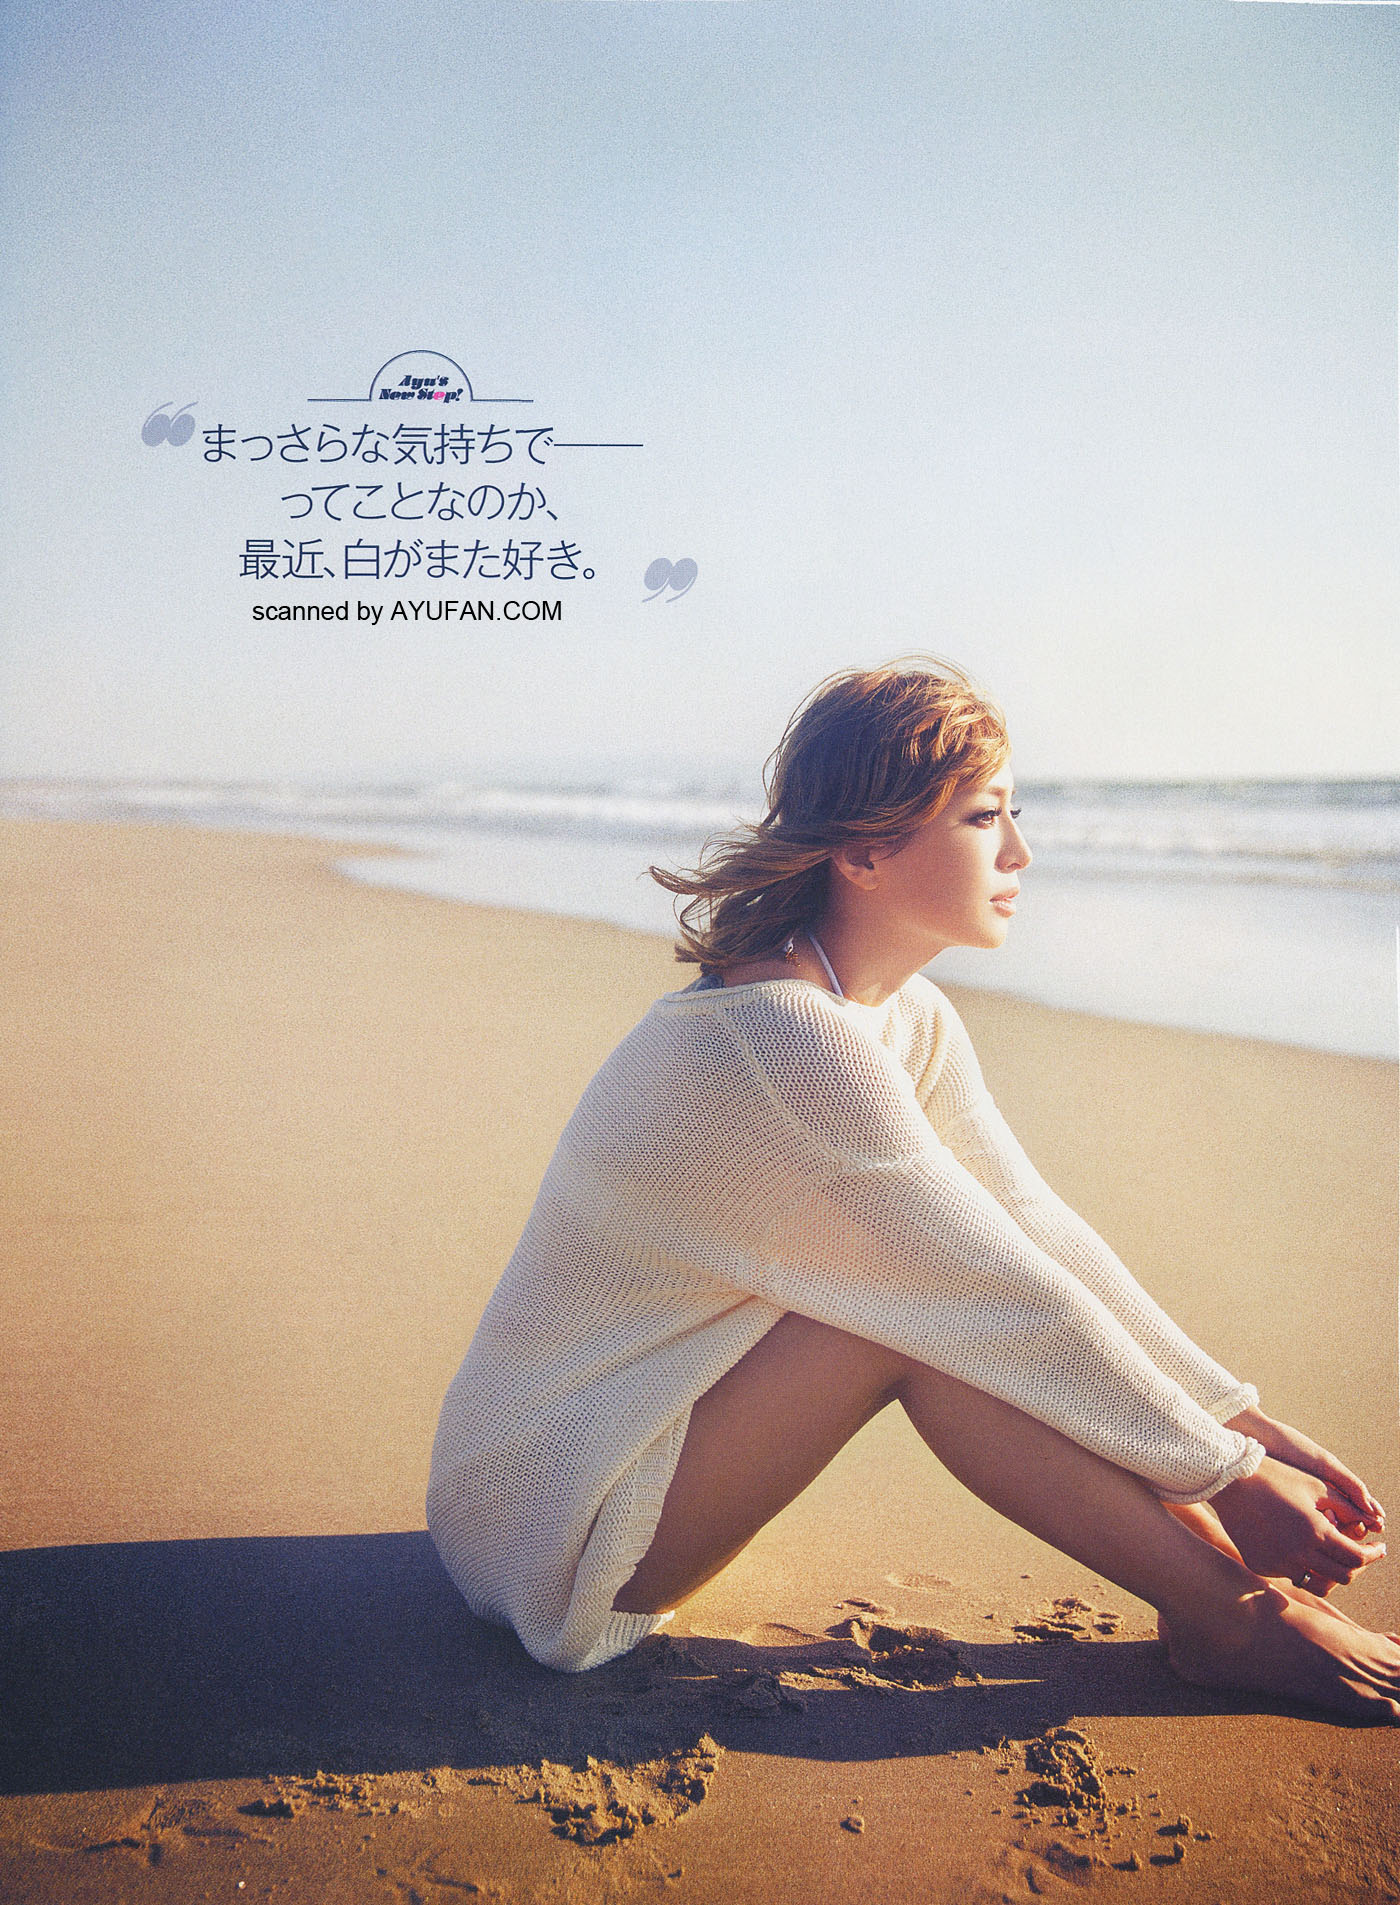 Ayu's
New Step!
“まっさらな気持ちで――
ってことなのか、
最近、白がまた好き。”
scanned by AYUFAN.COM